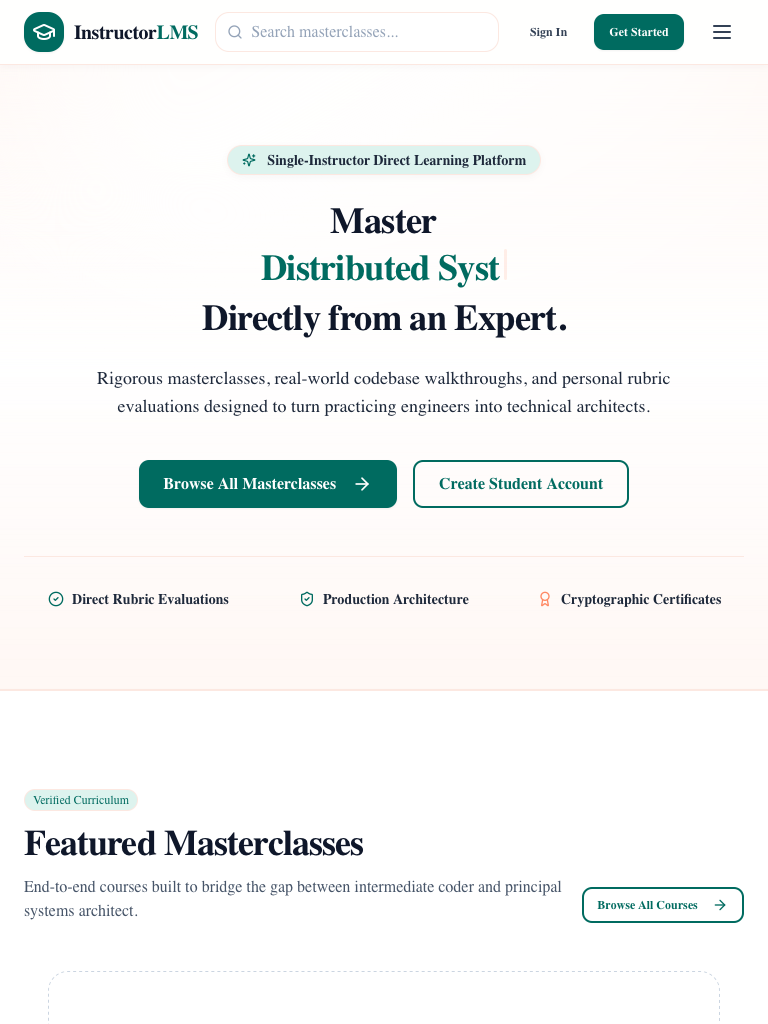 InstructorLMS
Search masterclasses...
Sign In
Get Started
Single-Instructor Direct Learning Platform
Master
Distributed Syst
Directly from an Expert.
Rigorous masterclasses, real-world codebase walkthroughs, and personal rubric
evaluations designed to turn practicing engineers into technical architects.
Browse All Masterclasses
Create Student Account
Direct Rubric Evaluations
Production Architecture
Cryptographic Certificates
Verified Curriculum
Featured Masterclasses
End-to-end courses built to bridge the gap between intermediate coder and principal
systems architect.
Browse All Courses